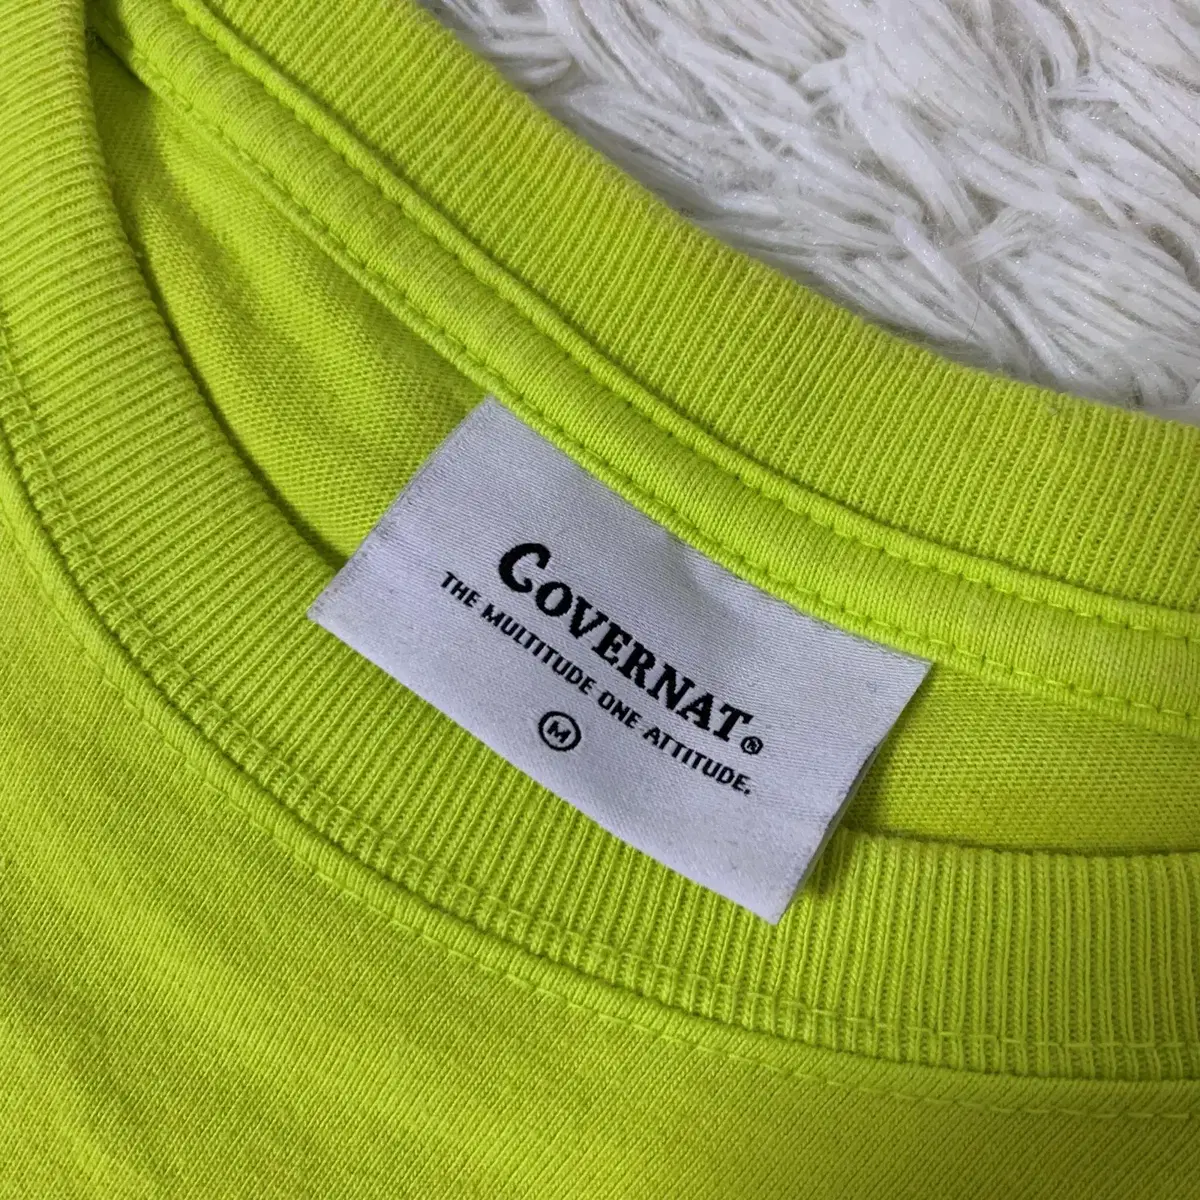 COVERNAT®
THE MULTITUDE ONE ATTITUDE.
M